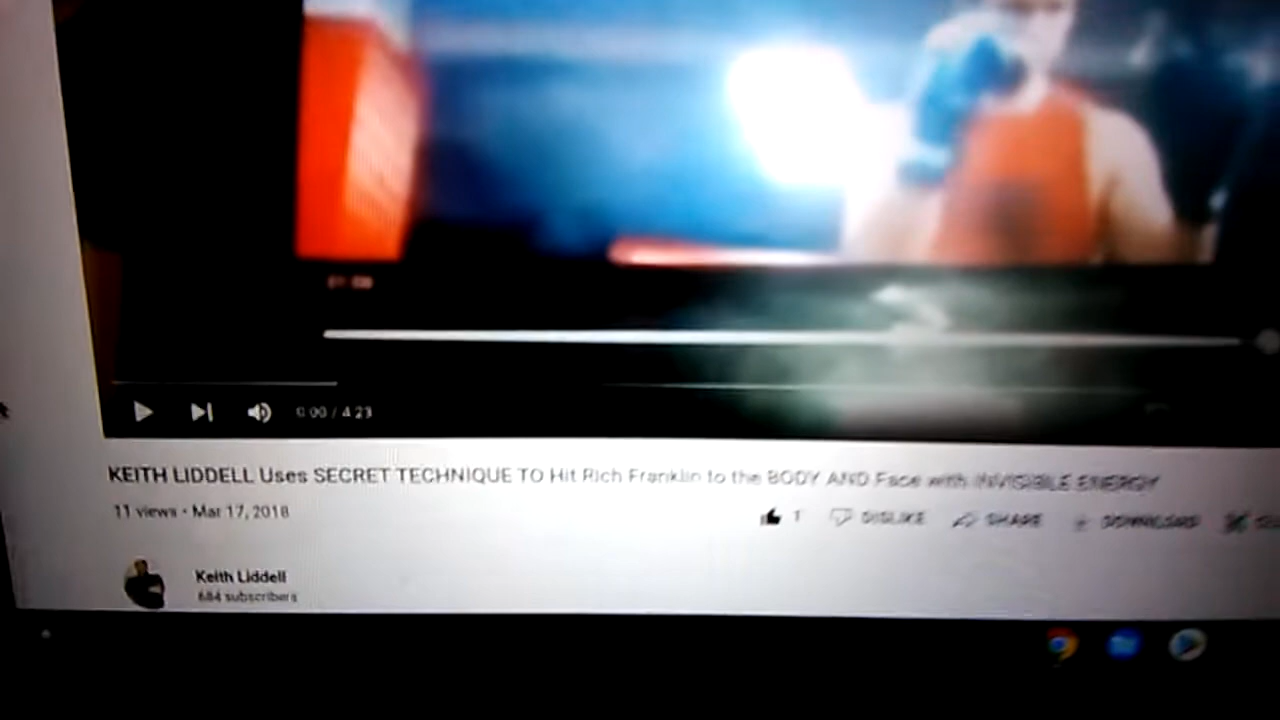 0:00 / 4:23
KEITH LIDDELL Uses SECRET TECHNIQUE TO Hit Rich Franklin to the BODY AND Face with INVISIBLE ENERGY
11 views • Mar 17, 2018
1 DISLIKE SHARE DOWNLOAD
Keith Liddell
684 subscribers